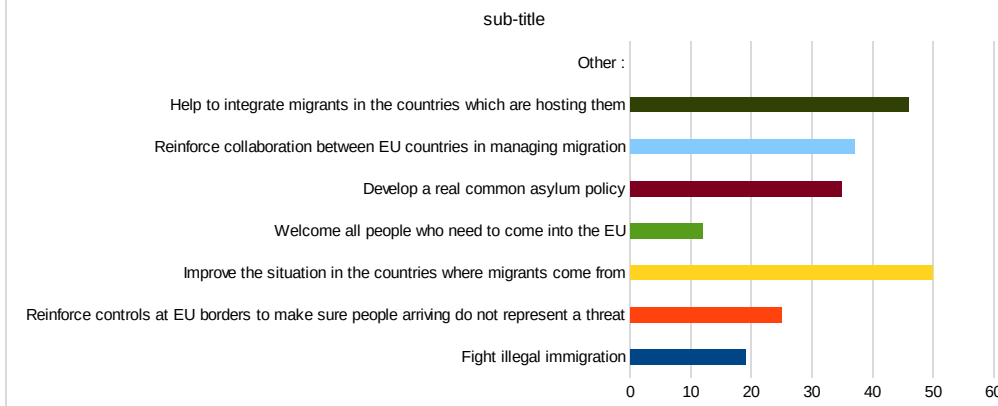 sub-title
Other :
Help to integrate migrants in the countries which are hosting them
Reinforce collaboration between EU countries in managing migration
Develop a real common asylum policy
Welcome all people who need to come into the EU
Improve the situation in the countries where migrants come from
Reinforce controls at EU borders to make sure people arriving do not represent a threat
Fight illegal immigration
0 10 20 30 40 50 60